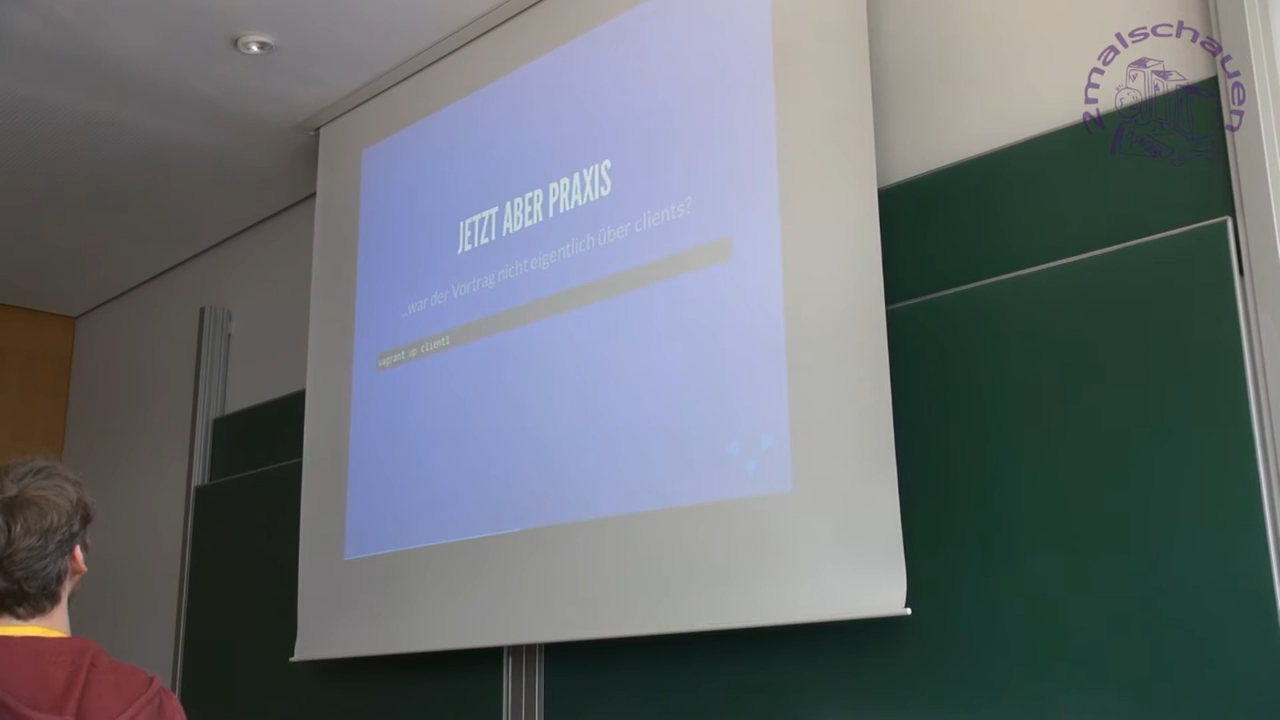 2malschauen
JETZT ABER PRAXIS
...war der Vortrag nicht eigentlich über clients?
vagrant up client1